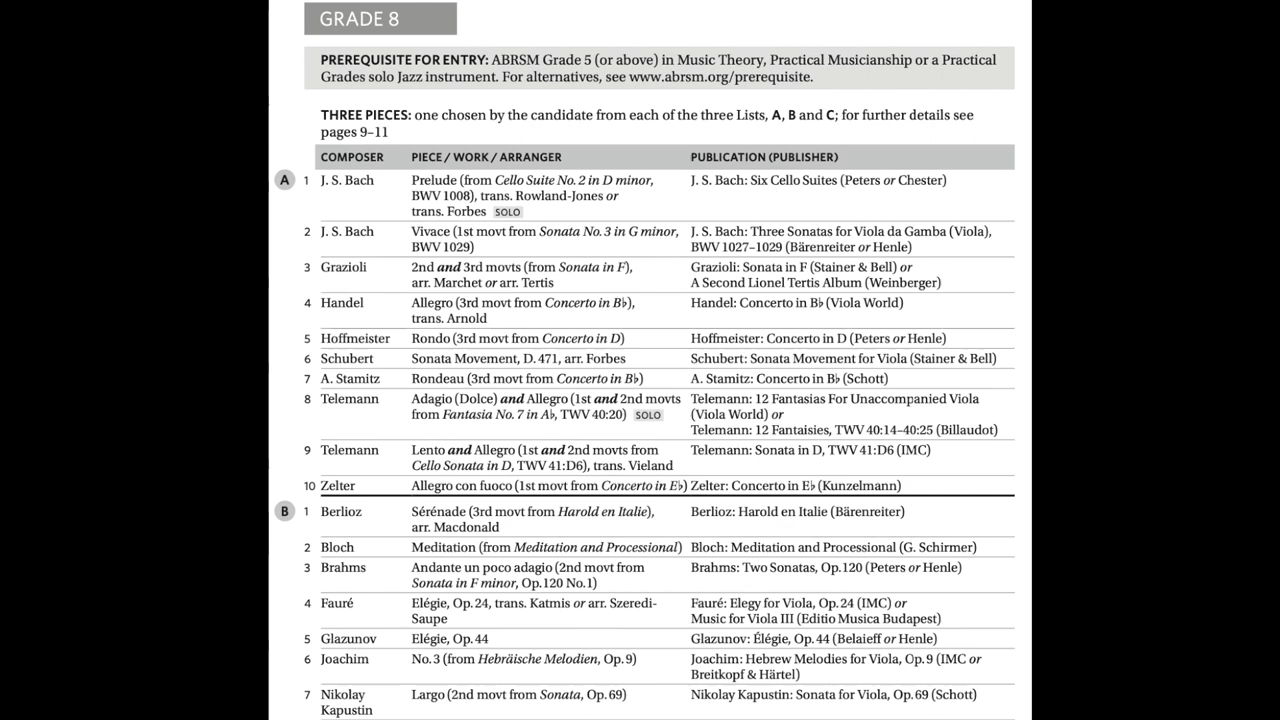 GRADE 8
PREREQUISITE FOR ENTRY: ABRSM Grade 5 (or above) in Music Theory, Practical Musicianship or a Practical
Grades solo Jazz instrument. For alternatives, see www.abrsm.org/prerequisite.
THREE PIECES: one chosen by the candidate from each of the three Lists, A, B and C; for further details see
pages 9–11
COMPOSER PIECE / WORK / ARRANGER PUBLICATION (PUBLISHER)
A 1 J. S. Bach Prelude (from Cello Suite No. 2 in D minor, J. S. Bach: Six Cello Suites (Peters or Chester)
BWV 1008), trans. Rowland-Jones or
trans. Forbes SOLO
2 J. S. Bach Vivace (1st movt from Sonata No. 3 in G minor, J. S. Bach: Three Sonatas for Viola da Gamba (Viola),
BWV 1029) BWV 1027–1029 (Bärenreiter or Henle)
3 Grazioli 2nd and 3rd movts (from Sonata in F), Grazioli: Sonata in F (Stainer & Bell) or
arr. Marchet or arr. Tertis A Second Lionel Tertis Album (Weinberger)
4 Handel Allegro (3rd movt from Concerto in B♭), Handel: Concerto in B♭ (Viola World)
trans. Arnold
5 Hoffmeister Rondo (3rd movt from Concerto in D) Hoffmeister: Concerto in D (Peters or Henle)
6 Schubert Sonata Movement, D. 471, arr. Forbes Schubert: Sonata Movement for Viola (Stainer & Bell)
7 A. Stamitz Rondeau (3rd movt from Concerto in B♭) A. Stamitz: Concerto in B♭ (Schott)
8 Telemann Adagio (Dolce) and Allegro (1st and 2nd movts Telemann: 12 Fantasias For Unaccompanied Viola
from Fantasia No. 7 in A♭, TWV 40:20) SOLO (Viola World) or
Telemann: 12 Fantaisies, TWV 40:14–40:25 (Billaudot)
9 Telemann Lento and Allegro (1st and 2nd movts from Telemann: Sonata in D, TWV 41:D6 (IMC)
Cello Sonata in D, TWV 41:D6), trans. Vieland
10 Zelter Allegro con fuoco (1st movt from Concerto in E♭) Zelter: Concerto in E♭ (Kunzelmann)
B 1 Berlioz Sérénade (3rd movt from Harold en Italie), Berlioz: Harold en Italie (Bärenreiter)
arr. Macdonald
2 Bloch Meditation (from Meditation and Processional) Bloch: Meditation and Processional (G. Schirmer)
3 Brahms Andante un poco adagio (2nd movt from Brahms: Two Sonatas, Op.120 (Peters or Henle)
Sonata in F minor, Op.120 No.1)
4 Fauré Elégie, Op. 24, trans. Katmis or arr. Szeredi- Fauré: Elegy for Viola, Op. 24 (IMC) or
Saupe Music for Viola III (Editio Musica Budapest)
5 Glazunov Elégie, Op. 44 Glazunov: Élégie, Op. 44 (Belaieff or Henle)
6 Joachim No. 3 (from Hebräische Melodien, Op. 9) Joachim: Hebrew Melodies for Viola, Op. 9 (IMC or
Breitkopf & Härtel)
7 Nikolay Largo (2nd movt from Sonata, Op. 69) Nikolay Kapustin: Sonata for Viola, Op. 69 (Schott)
Kapustin